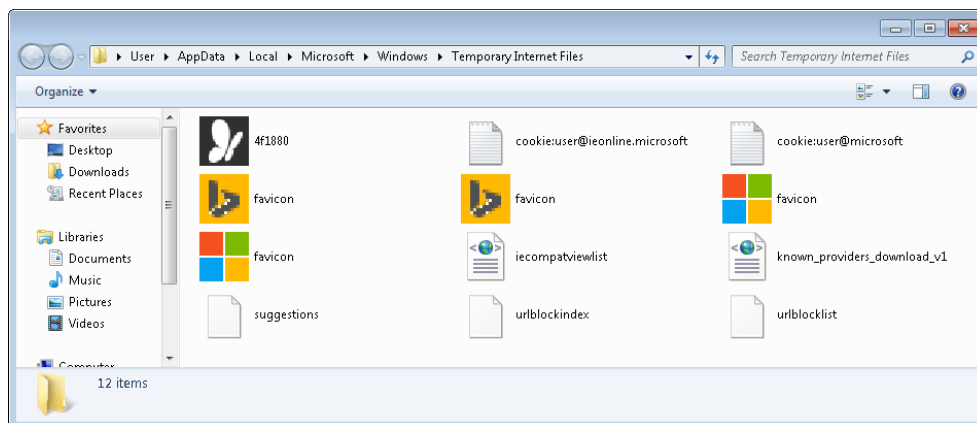 User AppData Local Microsoft Windows Temporary Internet Files Search Temporary Internet Files
Organize
Favorites
Desktop
Downloads
Recent Places
Libraries
Documents
Music
Pictures
Videos
Computer
4f1880 cookie:user@ieonline.microsoft cookie:user@microsoft
favicon favicon favicon
favicon iecompatviewlist known_providers_download_v1
suggestions urlblockindex urlblocklist
12 items